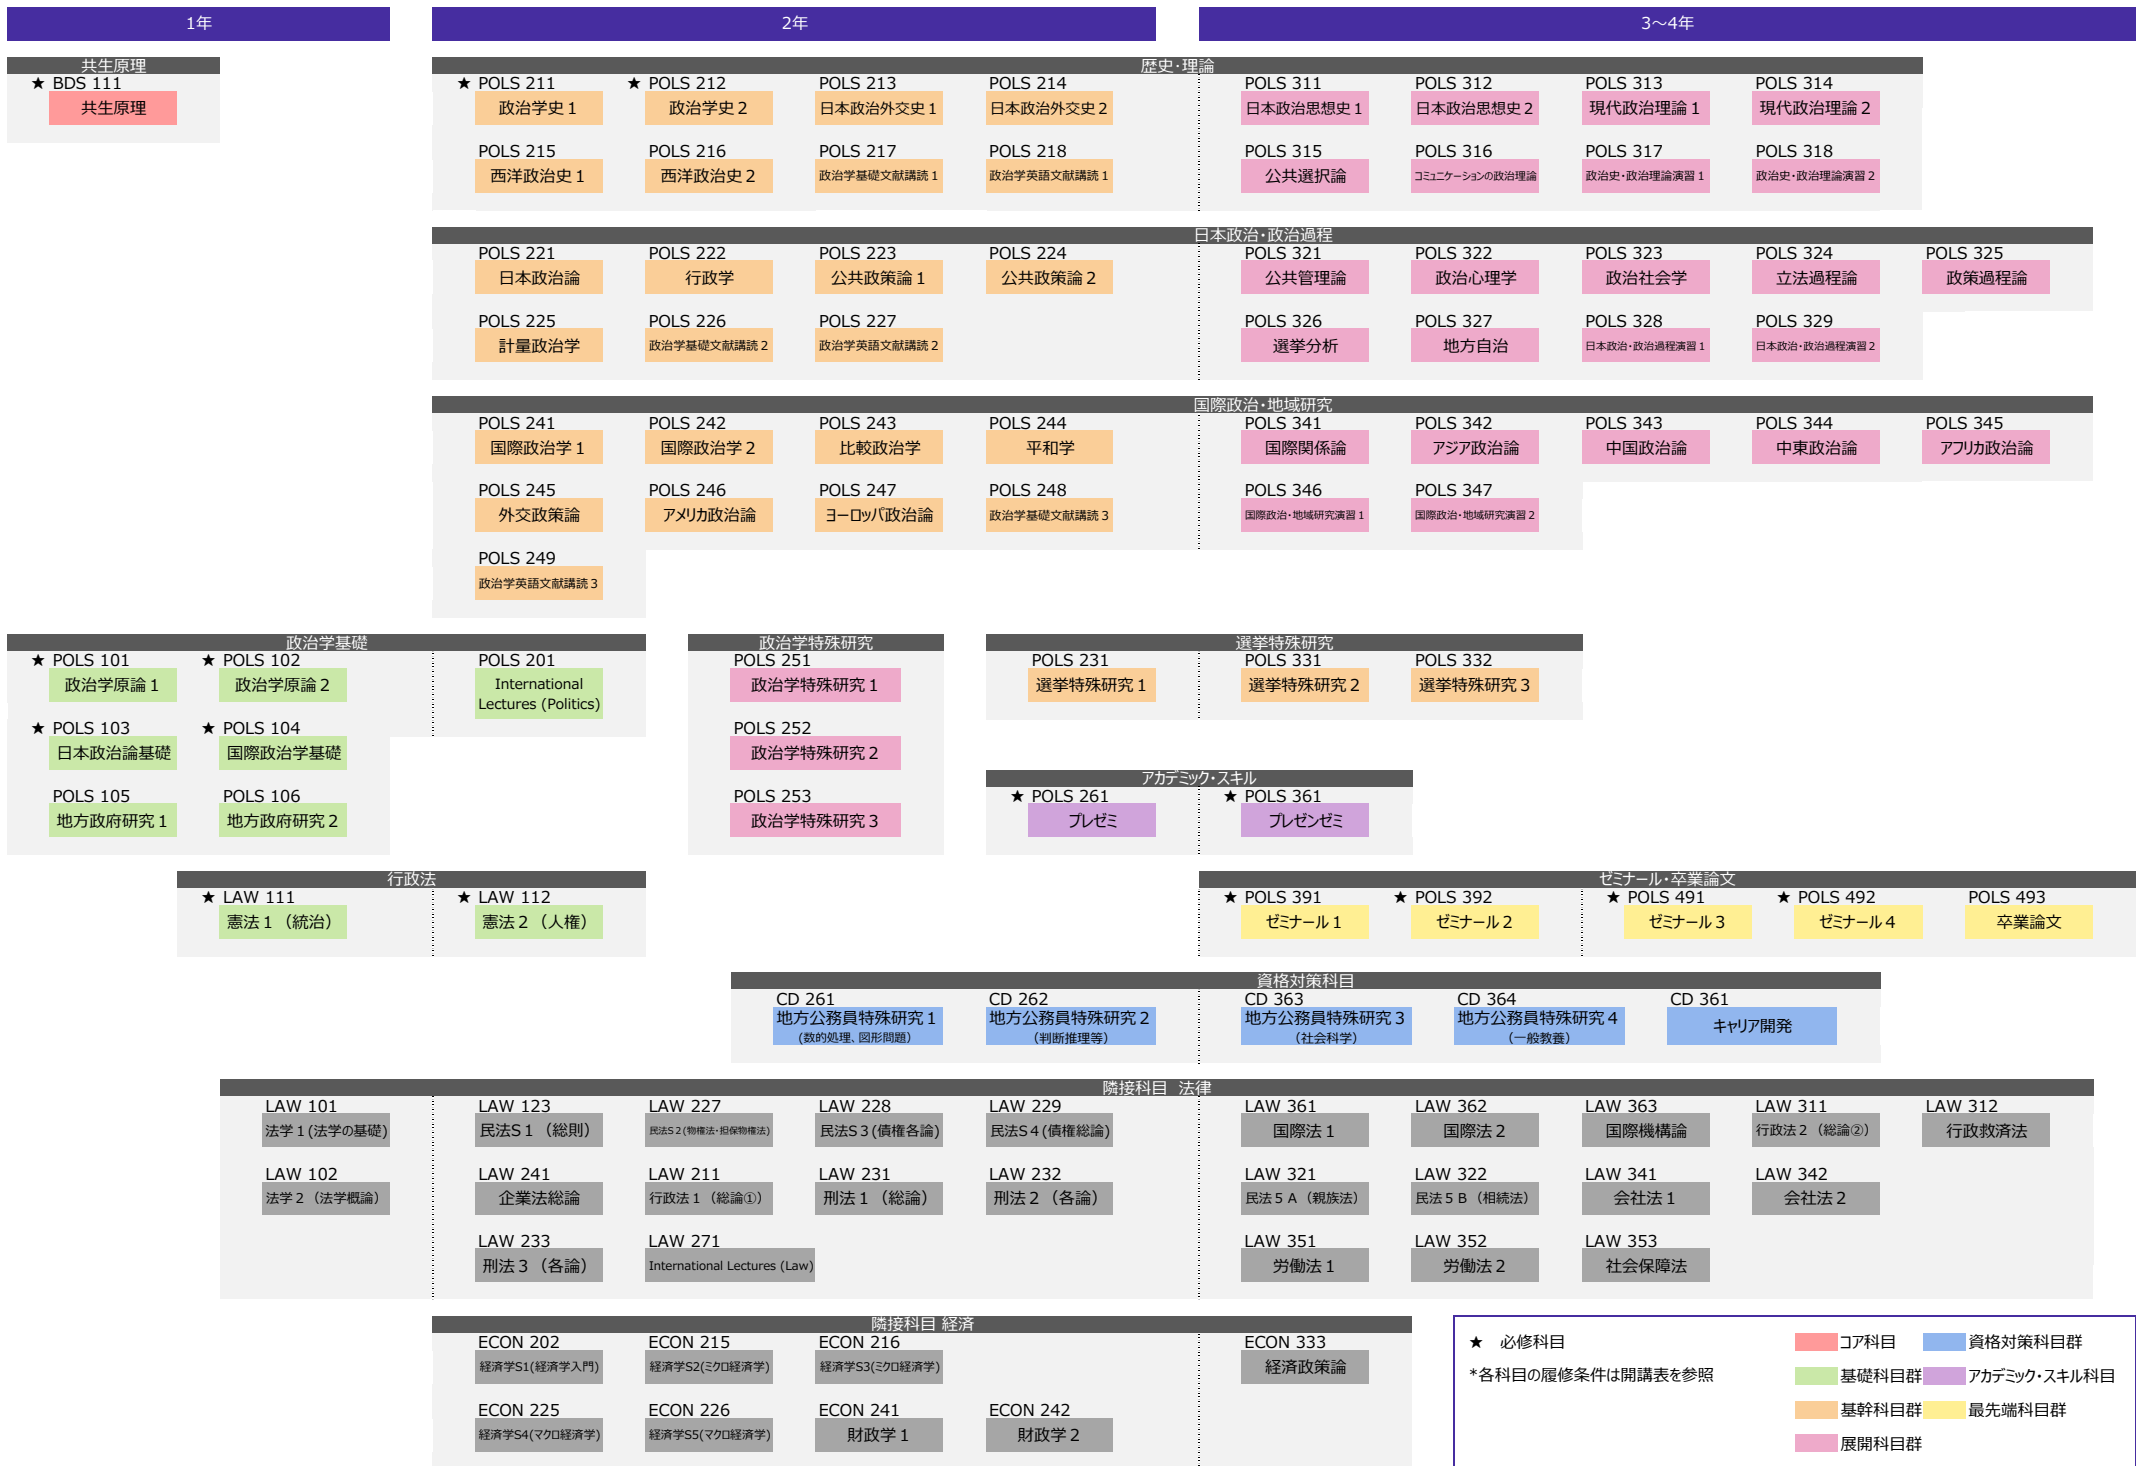 1年 2年 3～4年
共生原理 歴史・理論
★ BDS 111 ★ POLS 211 ★ POLS 212 POLS 213 POLS 214 POLS 311 POLS 312 POLS 313 POLS 314
共生原理 政治学史１ 政治学史２ 日本政治外交史１ 日本政治外交史２ 日本政治思想史１ 日本政治思想史２ 現代政治理論１ 現代政治理論２
POLS 215 POLS 216 POLS 217 POLS 218 POLS 315 POLS 316 POLS 317 POLS 318
西洋政治史１ 西洋政治史２ 政治学基礎文献講読１ 政治学英語文献講読１ 公共選択論 コミュニケーションの政治理論 政治史・政治理論演習１ 政治史・政治理論演習２
日本政治・政治過程
POLS 221 POLS 222 POLS 223 POLS 224 POLS 321 POLS 322 POLS 323 POLS 324 POLS 325
日本政治論 行政学 公共政策論１ 公共政策論２ 公共管理論 政治心理学 政治社会学 立法過程論 政策過程論
POLS 225 POLS 226 POLS 227 POLS 326 POLS 327 POLS 328 POLS 329
計量政治学 政治学基礎文献講読２ 政治学英語文献講読２ 選挙分析 地方自治 日本政治・政治過程演習１ 日本政治・政治過程演習２
国際政治・地域研究
POLS 241 POLS 242 POLS 243 POLS 244 POLS 341 POLS 342 POLS 343 POLS 344 POLS 345
国際政治学１ 国際政治学２ 比較政治学 平和学 国際関係論 アジア政治論 中国政治論 中東政治論 アフリカ政治論
POLS 245 POLS 246 POLS 247 POLS 248 POLS 346 POLS 347
外交政策論 アメリカ政治論 ヨーロッパ政治論 政治学基礎文献講読３ 国際政治・地域研究演習１ 国際政治・地域研究演習２
POLS 249
政治学英語文献講読３
政治学基礎 政治学特殊研究 選挙特殊研究
★ POLS 101 ★ POLS 102 POLS 201 POLS 251 POLS 231 POLS 331 POLS 332
政治学原論１ 政治学原論２ International Lectures (Politics) 政治学特殊研究１ 選挙特殊研究１ 選挙特殊研究２ 選挙特殊研究３
★ POLS 103 ★ POLS 104 POLS 252
日本政治論基礎 国際政治学基礎 政治学特殊研究２
アカデミック・スキル
POLS 105 POLS 106 POLS 253 ★ POLS 261 ★ POLS 361
地方政府研究１ 地方政府研究２ 政治学特殊研究３ プレゼミ プレゼンゼミ
行政法 ゼミナール・卒業論文
★ LAW 111 ★ LAW 112 ★ POLS 391 ★ POLS 392 ★ POLS 491 ★ POLS 492 POLS 493
憲法１（統治） 憲法２（人権） ゼミナール１ ゼミナール２ ゼミナール３ ゼミナール４ 卒業論文
資格対策科目
CD 261 CD 262 CD 363 CD 364 CD 361
地方公務員特殊研究１ 地方公務員特殊研究２ 地方公務員特殊研究３ 地方公務員特殊研究４ キャリア開発
(数的処理、図形問題) （判断推理等） （社会科学） （一般教養）
隣接科目 法律
LAW 101 LAW 123 LAW 227 LAW 228 LAW 229 LAW 361 LAW 362 LAW 363 LAW 311 LAW 312
法学１(法学の基礎) 民法Ｓ１（総則） 民法Ｓ２(物権法・担保物権法) 民法Ｓ３(債権各論) 民法Ｓ４(債権総論) 国際法１ 国際法２ 国際機構論 行政法２（総論②） 行政救済法
LAW 102 LAW 241 LAW 211 LAW 231 LAW 232 LAW 321 LAW 322 LAW 341 LAW 342
法学２（法学概論） 企業法総論 行政法１（総論①） 刑法１（総論） 刑法２（各論） 民法５Ａ（親族法） 民法５Ｂ（相続法） 会社法１ 会社法２
LAW 233 LAW 271 LAW 351 LAW 352 LAW 353
刑法３（各論） International Lectures (Law) 労働法１ 労働法２ 社会保障法
隣接科目 経済
ECON 202 ECON 215 ECON 216 ECON 333
経済学S1(経済学入門) 経済学S2(ミクロ経済学) 経済学S3(ミクロ経済学) 経済政策論
ECON 225 ECON 226 ECON 241 ECON 242
経済学S4(マクロ経済学) 経済学S5(マクロ経済学) 財政学１ 財政学２
★ 必修科目 コア科目 資格対策科目群
*各科目の履修条件は開講表を参照 基礎科目群 アカデミック・スキル科目
基幹科目群 最先端科目群
展開科目群